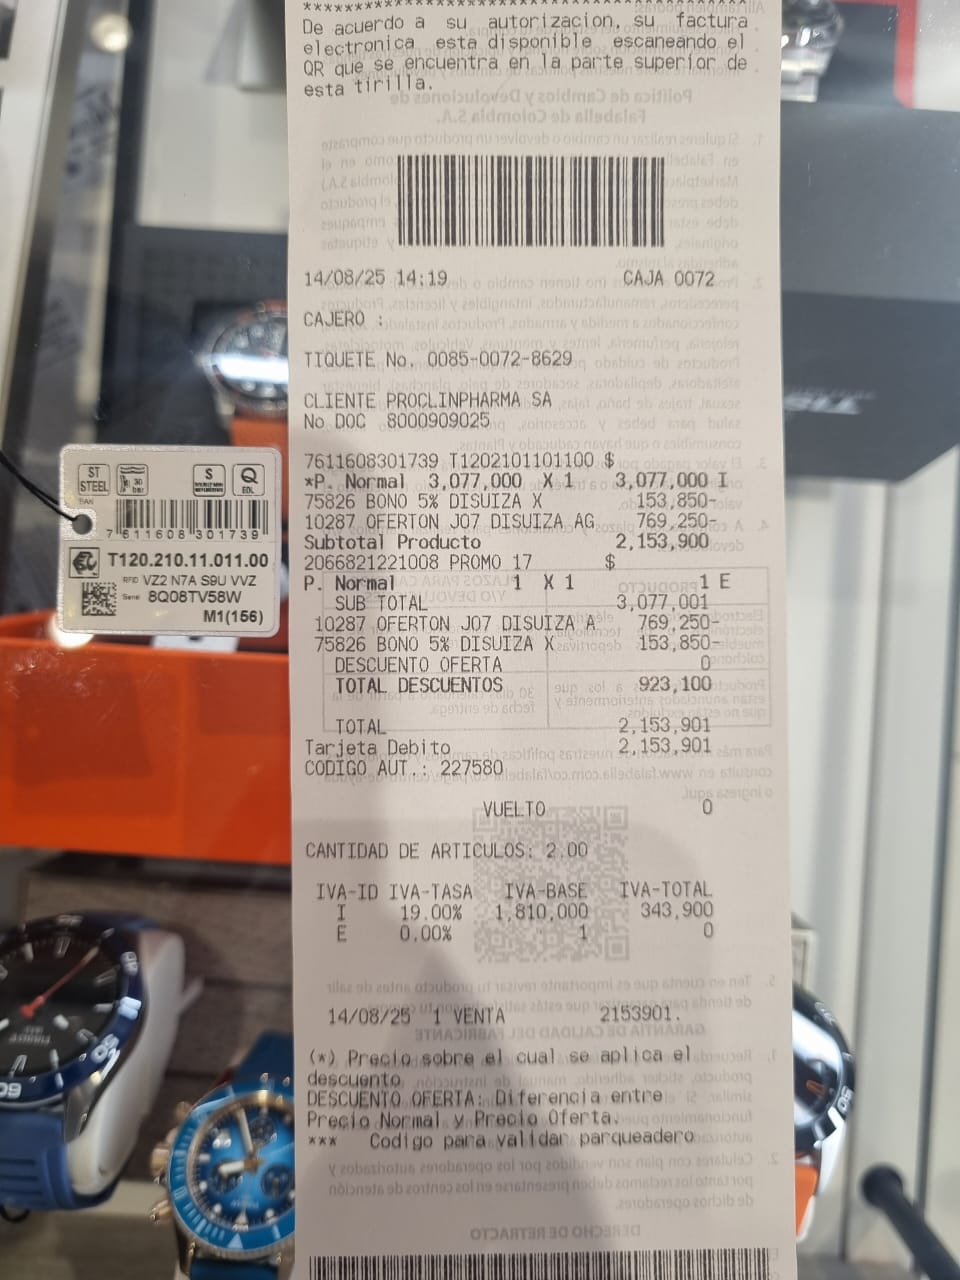 De acuerdo a su autorizacion, su factura
electronica esta disponible escaneando el
QR que se encuentra en la parte superior de
esta tirilla.
14/08/25 14:19 CAJA 0072
CAJERO :
TIQUETE No. 0085-0072-8629
CLIENTE PROCLINPHARMA SA
No DOC 8000909025
7611608301739 T1202101101100 $
*P. Normal 3,077,000 X 1 3,077,000 I
75826 BONO 5% DISUIZA X 153,850-
10287 OFERTON J07 DISUIZA AG 769,250-
Subtotal Producto 2,153,900
2066821221008 PROMO 17 $
P. Normal 1 X 1 1 E
SUB TOTAL 3,077,001
10287 OFERTON J07 DISUIZA A 769,250-
75826 BONO 5% DISUIZA X 153,850-
DESCUENTO OFERTA 0
TOTAL DESCUENTOS 923,100
TOTAL 2,153,901
Tarjeta Debito 2,153,901
CODIGO AUT.: 227580
VUELTO 0
CANTIDAD DE ARTICULOS: 2.00
IVA-ID IVA-TASA IVA-BASE IVA-TOTAL
I 19.00% 1,810,000 343,900
E 0.00% 1 0
14/08/25 1 VENTA 2153901.
(*) Precio sobre el cual se aplica el
descuento
DESCUENTO OFERTA: Diferencia entre
Precio Normal y Precio Oferta.
*** Codigo para validar parqueadero
ST
STEEL
30
bar
S
Q
EOL
EAN
7 611608 301739
T120.210.11.011.00
RFID VZ2 N7A S9U VVZ
Serial 8Q08TV58W
M1(156)